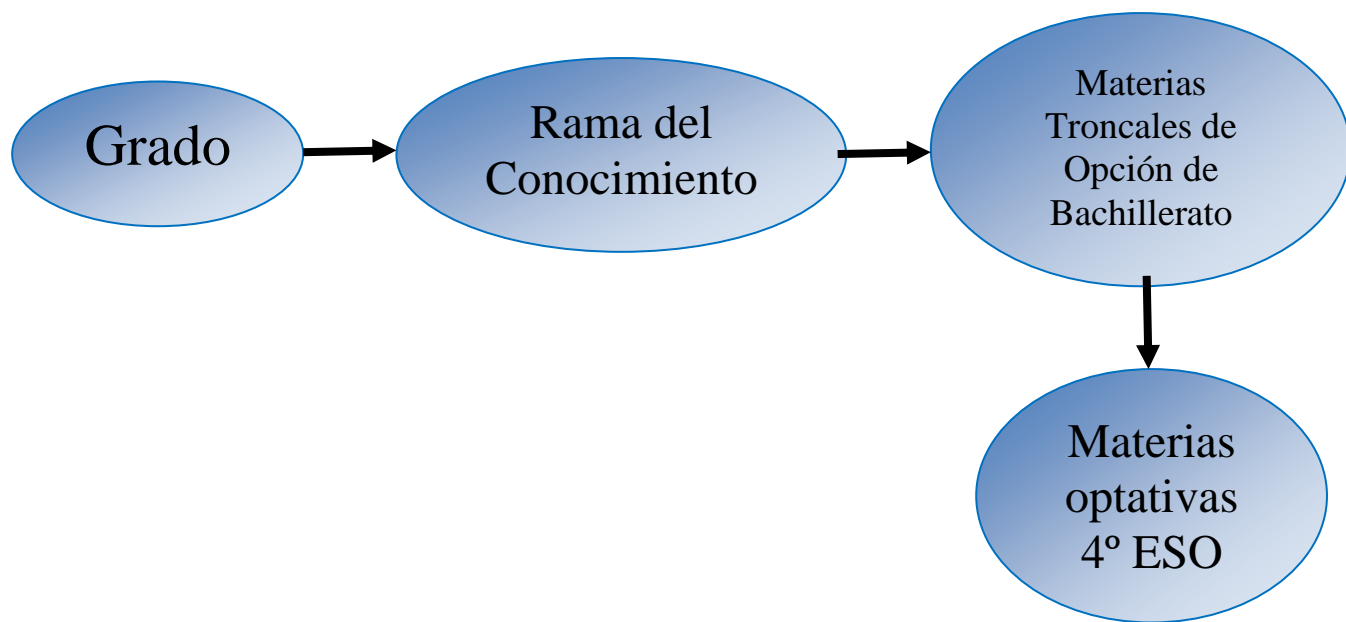 Grado
Rama del
Conocimiento
Materias
Troncales de
Opción de
Bachillerato
Materias
optativas
4º ESO